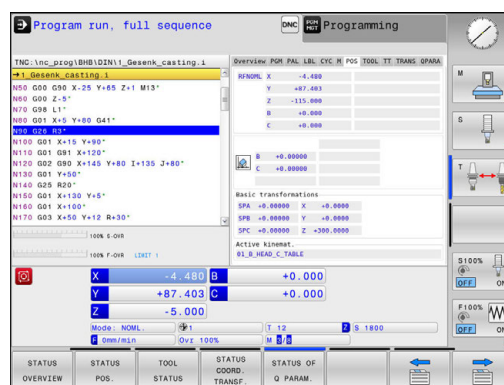 Program run, full sequence
DNC
PGM MGT
Programming
TNC:\nc_prog\BHB\DIN\1_Gesenk_casting.i
→1_Gesenk_casting.i
N50 G00 G90 X-25 Y+65 Z+1 M13*
N60 G00 Z-5*
N70 G98 L1*
N80 G01 X+5 Y+80 G41*
N90 G26 R3*
N100 G01 X+15 Y+90*
N110 G01 G91 X+120*
N120 G02 G90 X+145 Y+80 I+135 J+80*
N130 G01 Y+50*
N140 G25 R20*
N150 G01 X+130 Y+5*
N160 G01 X+100*
N170 G03 X+50 Y+12 R+30*
100% S-OVR
100% F-OVR LIMIT 1
Overview PGM PAL LBL CYC M POS TOOL TT TRANS QPARA
RFNOML X -4.480
Y +87.403
Z -115.000
B +0.000
C +0.000
B +0.00000
C +0.00000
Basic transformations
SPA +0.00000 X +0.0000
SPB +0.00000 Y +0.0000
SPC +0.00000 Z +300.0000
Active kinemat.
01_B_HEAD_C_TABLE
X -4.480 B +0.000
Y +87.403 C +0.000
Z -5.000
Mode: NOML. 1 T 12 Z S 1800
F 0mm/min Ovr 100% M
STATUS OVERVIEW
STATUS POS.
TOOL STATUS
STATUS COORD. TRANSF.
STATUS OF Q PARAM.
M
S
T
S100%
OFF ON
F100%
OFF ON